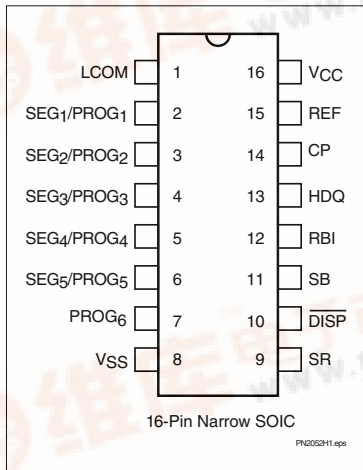 LCOM 1 16 VCC
SEG1/PROG1 2 15 REF
SEG2/PROG2 3 14 CP
SEG3/PROG3 4 13 HDQ
SEG4/PROG4 5 12 RBI
SEG5/PROG5 6 11 SB
PROG6 7 10 DISP
VSS 8 9 SR
16-Pin Narrow SOIC
PN2052H1.eps